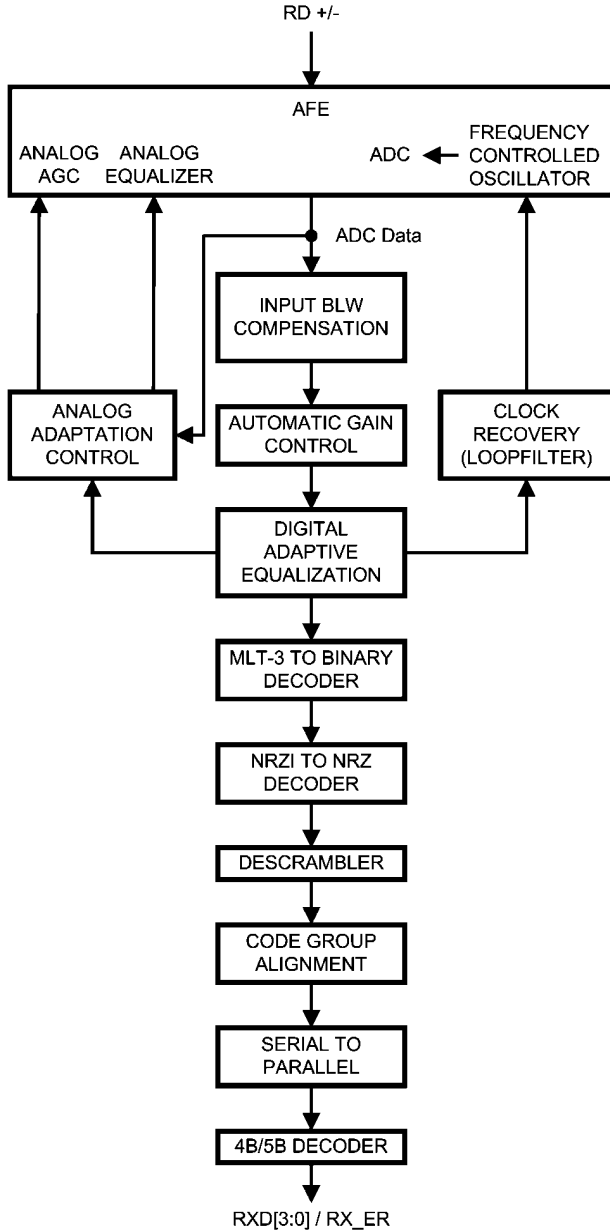 RD +/-
AFE
ANALOG
AGC
ANALOG
EQUALIZER
ADC
FREQUENCY
CONTROLLED
OSCILLATOR
ADC Data
INPUT BLW
COMPENSATION
ANALOG
ADAPTATION
CONTROL
AUTOMATIC GAIN
CONTROL
CLOCK
RECOVERY
(LOOPFILTER)
DIGITAL
ADAPTIVE
EQUALIZATION
MLT-3 TO BINARY
DECODER
NRZI TO NRZ
DECODER
DESCRAMBLER
CODE GROUP
ALIGNMENT
SERIAL TO
PARALLEL
4B/5B DECODER
RXD[3:0] / RX_ER